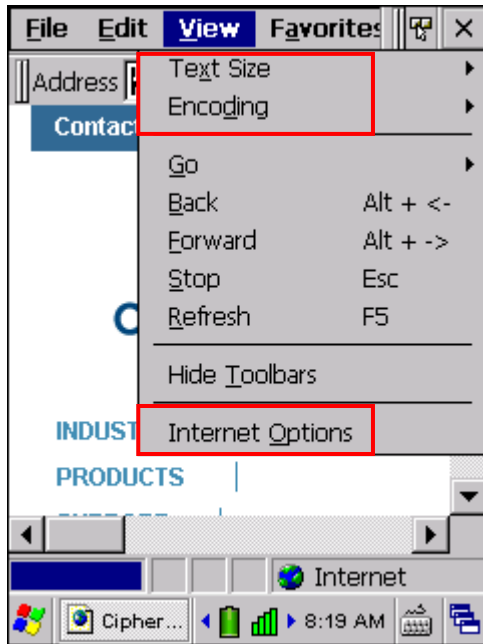 File Edit View Favorites
Address
Text Size
Encoding
Contac
Go
Back Alt + <-
Forward Alt + ->
Stop Esc
Refresh F5
Hide Toolbars
INDUST
Internet Options
PRODUCTS
Internet
Cipher... 8:19 AM